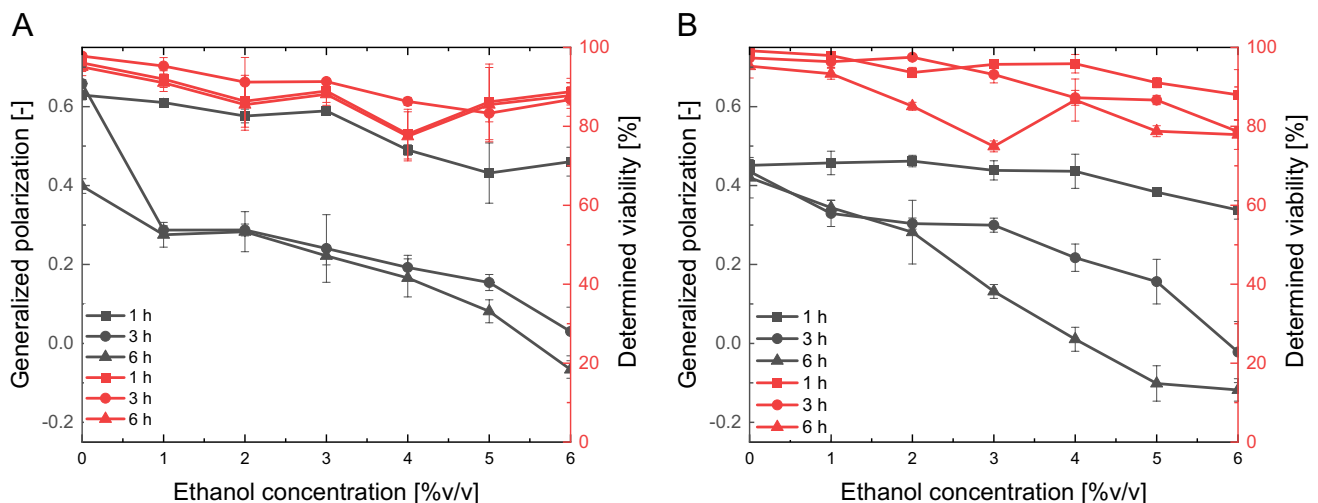 A
Generalized polarization [-]
0.6
0.4
0.2
0.0
-0.2
1 h
3 h
6 h
1 h
3 h
6 h
0 1 2 3 4 5 6
Ethanol concentration [%v/v]
100
80
60
40
20
0
Determined viability [%]
B
Generalized polarization [-]
0.6
0.4
0.2
0.0
-0.2
1 h
3 h
6 h
1 h
3 h
6 h
0 1 2 3 4 5 6
Ethanol concentration [%v/v]
100
80
60
40
20
0
Determined viability [%]